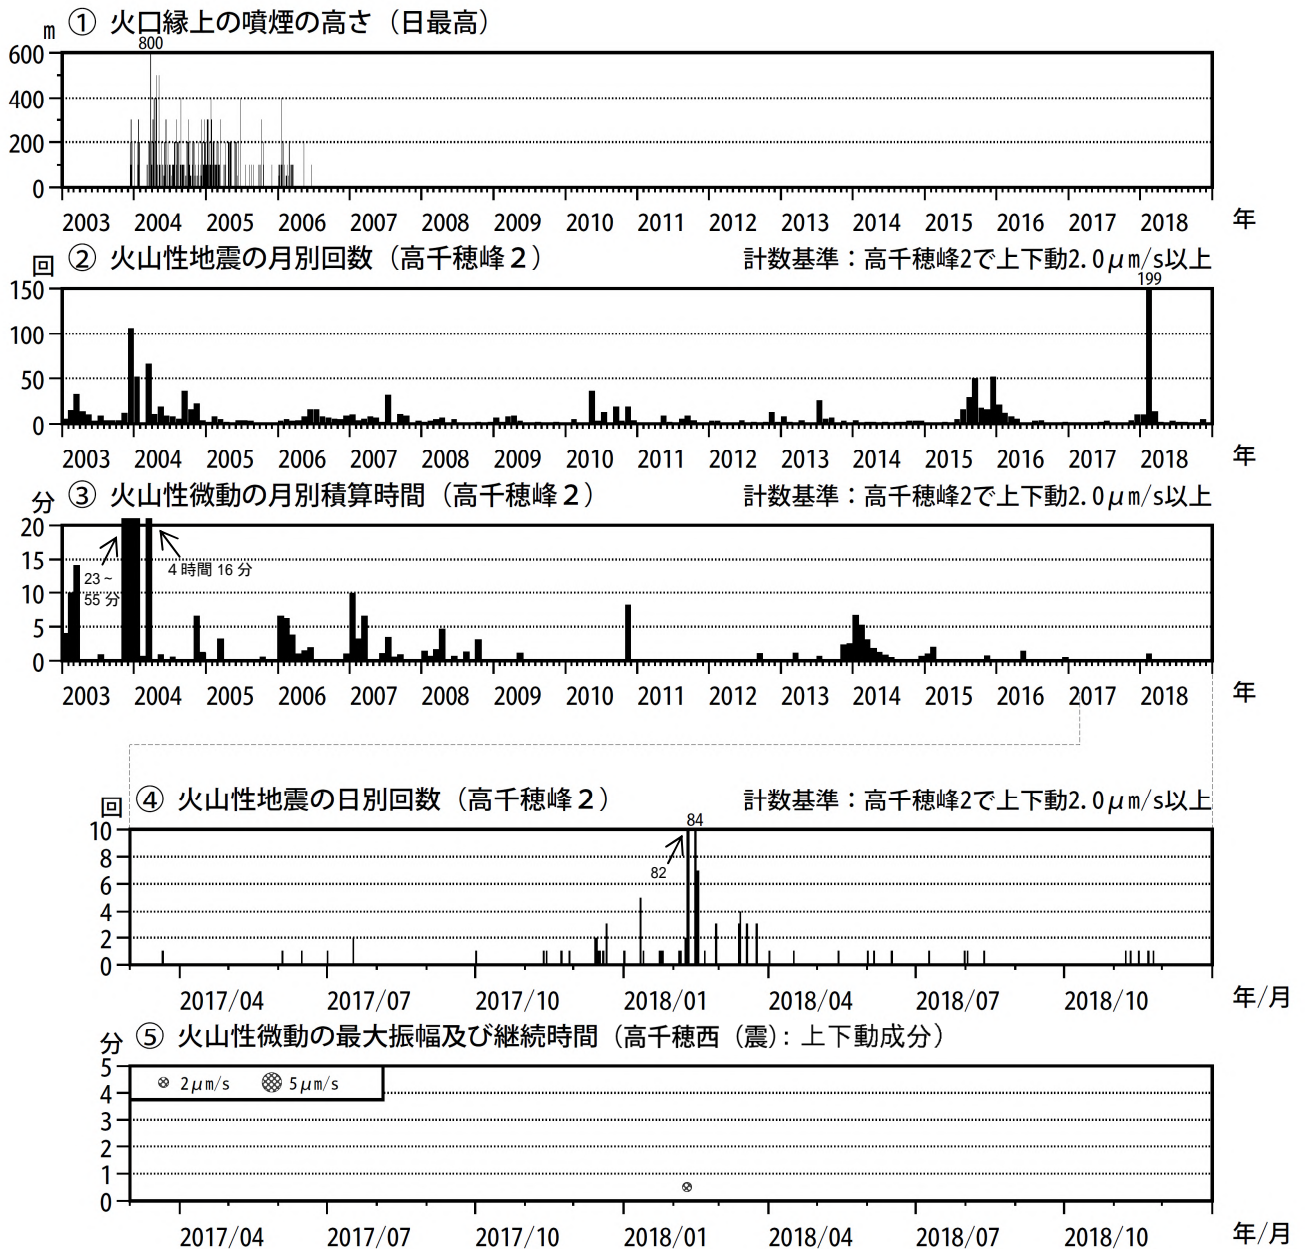 m ① 火口縁上の噴煙の高さ（日最高）
800
600
400
200
0
2003 2004 2005 2006 2007 2008 2009 2010 2011 2012 2013 2014 2015 2016 2017 2018 年
回 ② 火山性地震の月別回数（高千穂峰２） 計数基準：高千穂峰2で上下動2.0μm/s以上
199
150
100
50
0
2003 2004 2005 2006 2007 2008 2009 2010 2011 2012 2013 2014 2015 2016 2017 2018 年
分 ③ 火山性微動の月別積算時間（高千穂峰２） 計数基準：高千穂峰2で上下動2.0μm/s以上
20
15
4 時間 16 分
23 ~
10
55 分
5
0
2003 2004 2005 2006 2007 2008 2009 2010 2011 2012 2013 2014 2015 2016 2017 2018 年
回 ④ 火山性地震の日別回数（高千穂峰２） 計数基準：高千穂峰2で上下動2.0μm/s以上
84
10
8
82
6
4
2
0
2017/04 2017/07 2017/10 2018/01 2018/04 2018/07 2018/10 年/月
分 ⑤ 火山性微動の最大振幅及び継続時間（高千穂西（震）：上下動成分）
5
2μm/s 5μm/s
4
3
2
1
0
2017/04 2017/07 2017/10 2018/01 2018/04 2018/07 2018/10 年/月